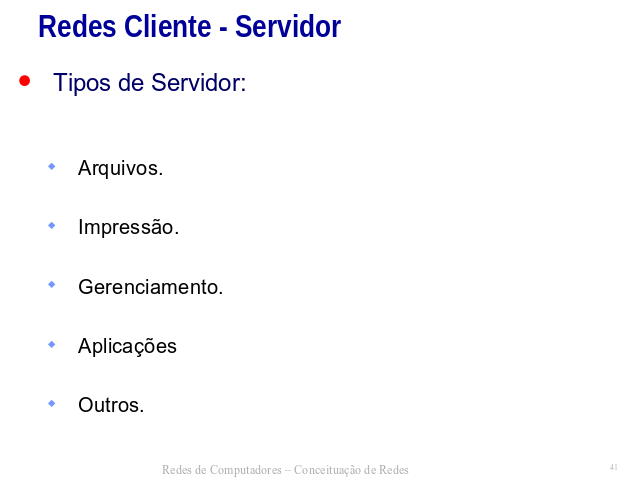 Redes Cliente - Servidor
Tipos de Servidor:
Arquivos.
Impressão.
Gerenciamento.
Aplicações
Outros.
Redes de Computadores – Conceituação de Redes
41